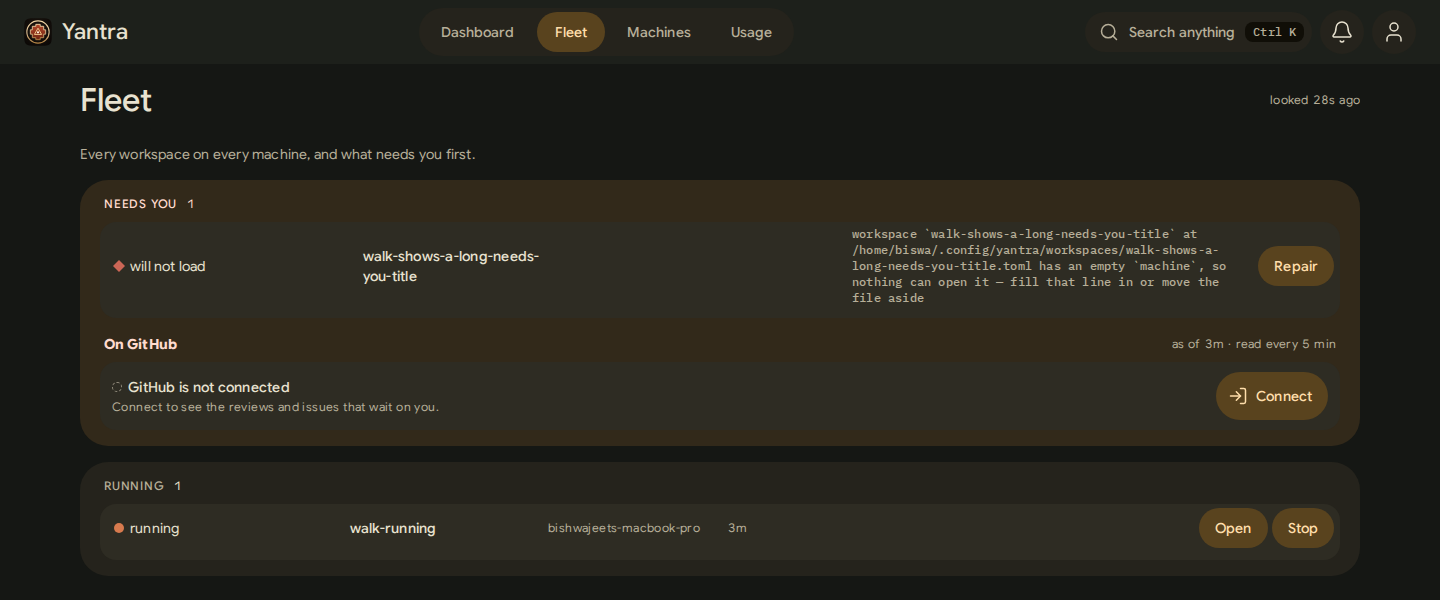 Yantra
Dashboard
Fleet
Machines
Usage
Search anything
Ctrl K
Fleet
looked 28s ago
Every workspace on every machine, and what needs you first.
NEEDS YOU 1
will not load
walk-shows-a-long-needs-
you-title
workspace `walk-shows-a-long-needs-you-title` at
/home/biswa/.config/yantra/workspaces/walk-shows-a-
long-needs-you-title.toml has an empty `machine`, so
nothing can open it — fill that line in or move the
file aside
Repair
On GitHub
as of 3m · read every 5 min
GitHub is not connected
Connect to see the reviews and issues that wait on you.
Connect
RUNNING 1
running
walk-running
bishwajeets-macbook-pro
3m
Open
Stop